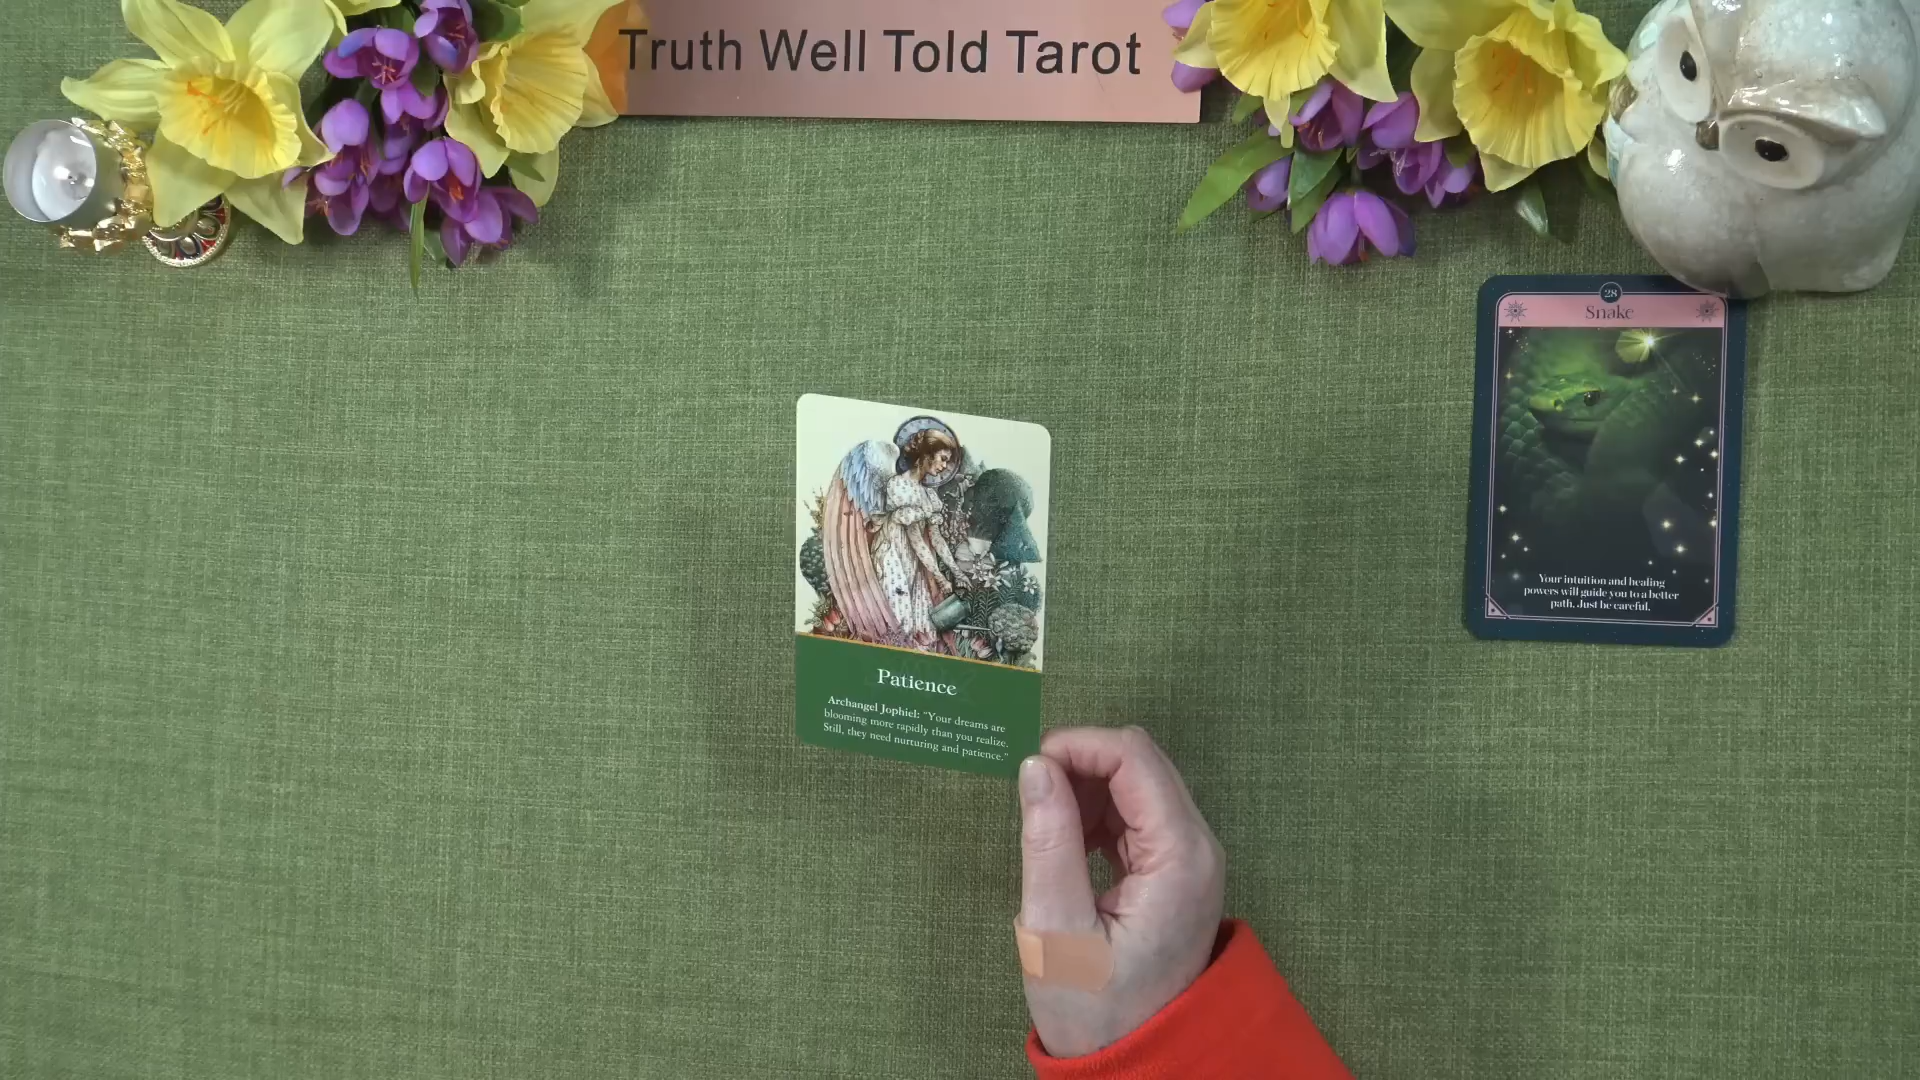 Truth Well Told Tarot
28
Snake
Your intuition and healing
powers will guide you to a better
path. Just be careful.
Patience
Archangel Jophiel: "Your dreams are
blooming more rapidly than you realize.
Still, they need nurturing and patience."